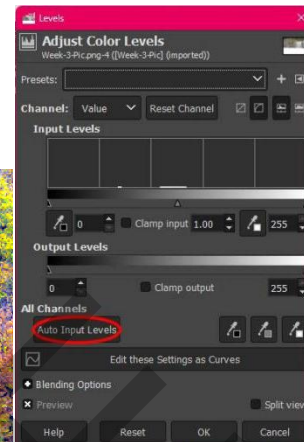 Levels
Adjust Color Levels
Week-3-Pic.png-4 ([Week-3-Pic] (imported))
Presets:
Channel: Value Reset Channel
Input Levels
0 Clamp input 1.00 255
Output Levels
0 Clamp output 255
All Channels
Auto Input Levels
Edit these Settings as Curves
Blending Options
Preview Split view
Help Reset OK Cancel